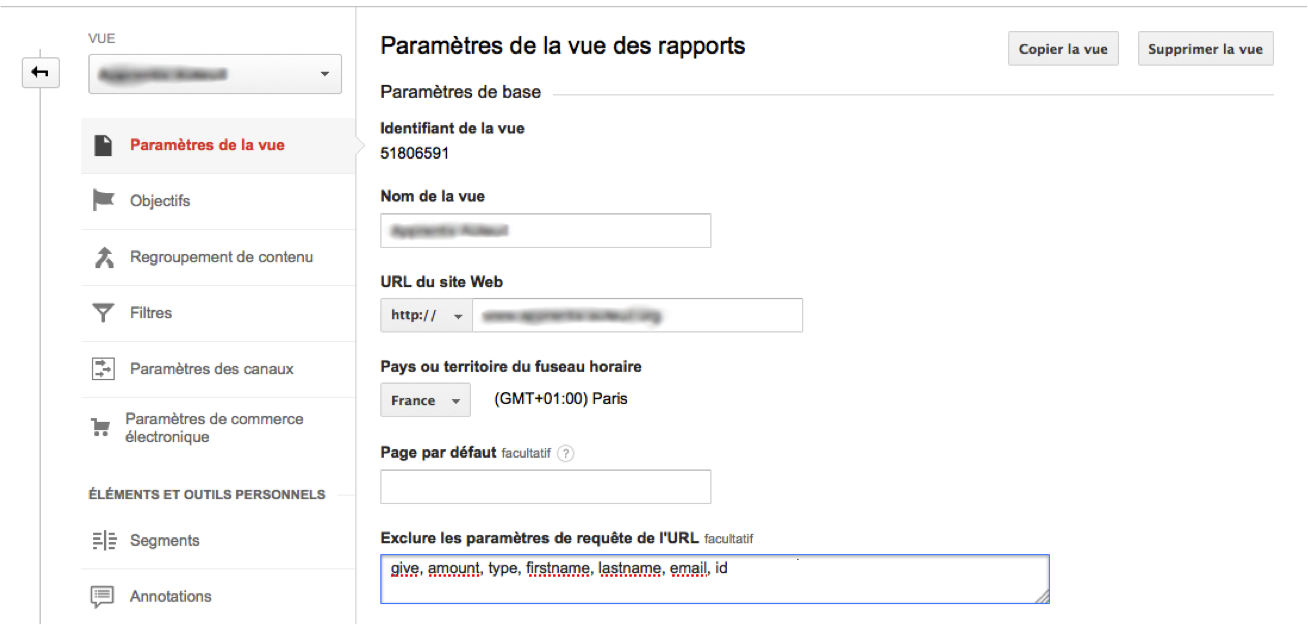 VUE
Paramètres de la vue
Objectifs
Regroupement de contenu
Filtres
Paramètres des canaux
Paramètres de commerce
électronique
ÉLÉMENTS ET OUTILS PERSONNELS
Segments
Annotations
Paramètres de la vue des rapports
Copier la vue
Supprimer la vue
Paramètres de base
Identifiant de la vue
51806591
Nom de la vue
URL du site Web
http://
Pays ou territoire du fuseau horaire
France (GMT+01:00) Paris
Page par défaut facultatif ?
Exclure les paramètres de requête de l'URL facultatif
give, amount, type, firstname, lastname, email, id